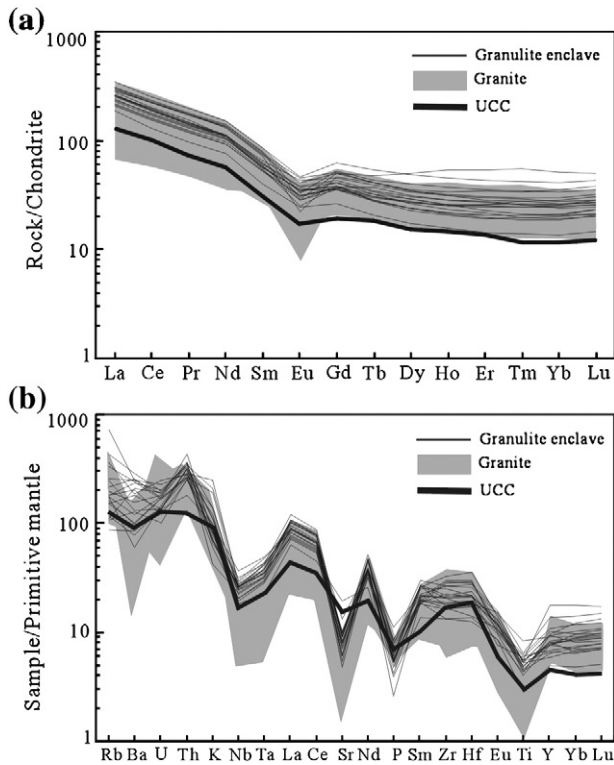 (a)
1000
100
10
1
Rock/Chondrite
Granulite enclave
Granite
UCC
La Ce Pr Nd Sm Eu Gd Tb Dy Ho Er Tm Yb Lu
(b)
1000
100
10
1
Sample/Primitive mantle
Granulite enclave
Granite
UCC
Rb Ba U Th K Nb Ta La Ce Sr Nd P Sm Zr Hf Eu Ti Y Yb Lu